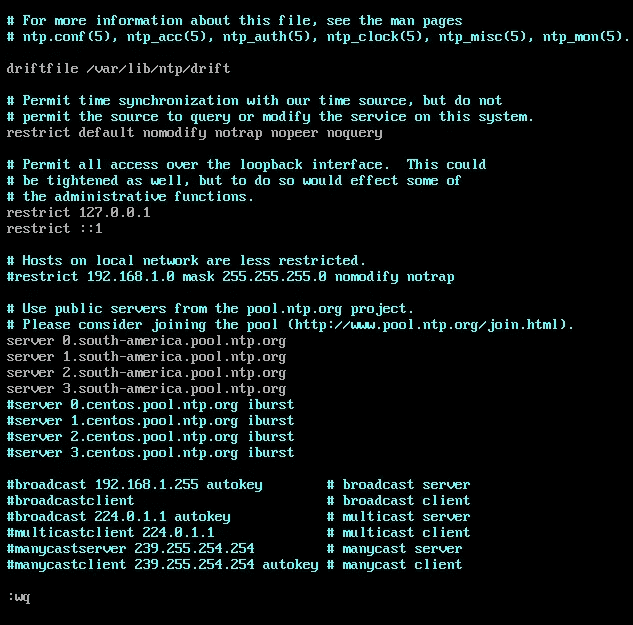 # For more information about this file, see the man pages
# ntp.conf(5), ntp_acc(5), ntp_auth(5), ntp_clock(5), ntp_misc(5), ntp_mon(5).
driftfile /var/lib/ntp/drift
# Permit time synchronization with our time source, but do not
# permit the source to query or modify the service on this system.
restrict default nomodify notrap nopeer noquery
# Permit all access over the loopback interface.  This could
# be tightened as well, but to do so would effect some of
# the administrative functions.
restrict 127.0.0.1
restrict ::1
# Hosts on local network are less restricted.
#restrict 192.168.1.0 mask 255.255.255.0 nomodify notrap
# Use public servers from the pool.ntp.org project.
# Please consider joining the pool (http://www.pool.ntp.org/join.html).
server 0.south-america.pool.ntp.org
server 1.south-america.pool.ntp.org
server 2.south-america.pool.ntp.org
server 3.south-america.pool.ntp.org
#server 0.centos.pool.ntp.org iburst
#server 1.centos.pool.ntp.org iburst
#server 2.centos.pool.ntp.org iburst
#server 3.centos.pool.ntp.org iburst
#broadcast 192.168.1.255 autokey        # broadcast server
#broadcastclient                        # broadcast client
#broadcast 224.0.1.1 autokey            # multicast server
#multicastclient 224.0.1.1              # multicast client
#manycastserver 239.255.254.254         # manycast server
#manycastclient 239.255.254.254 autokey # manycast client
:wq